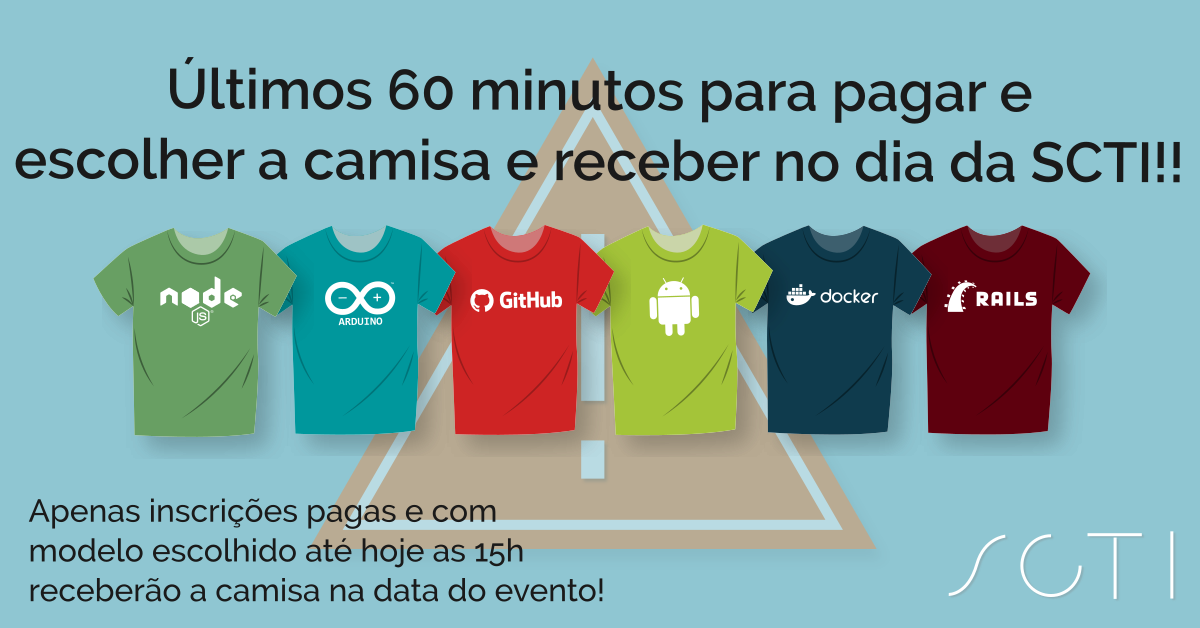 Últimos 60 minutos para pagar e
escolher a camisa e receber no dia da SCTI!!
node
JS
ARDUINO
GitHub
docker
RAILS
Apenas inscrições pagas e com
modelo escolhido até hoje as 15h
receberão a camisa na data do evento!
SCTI